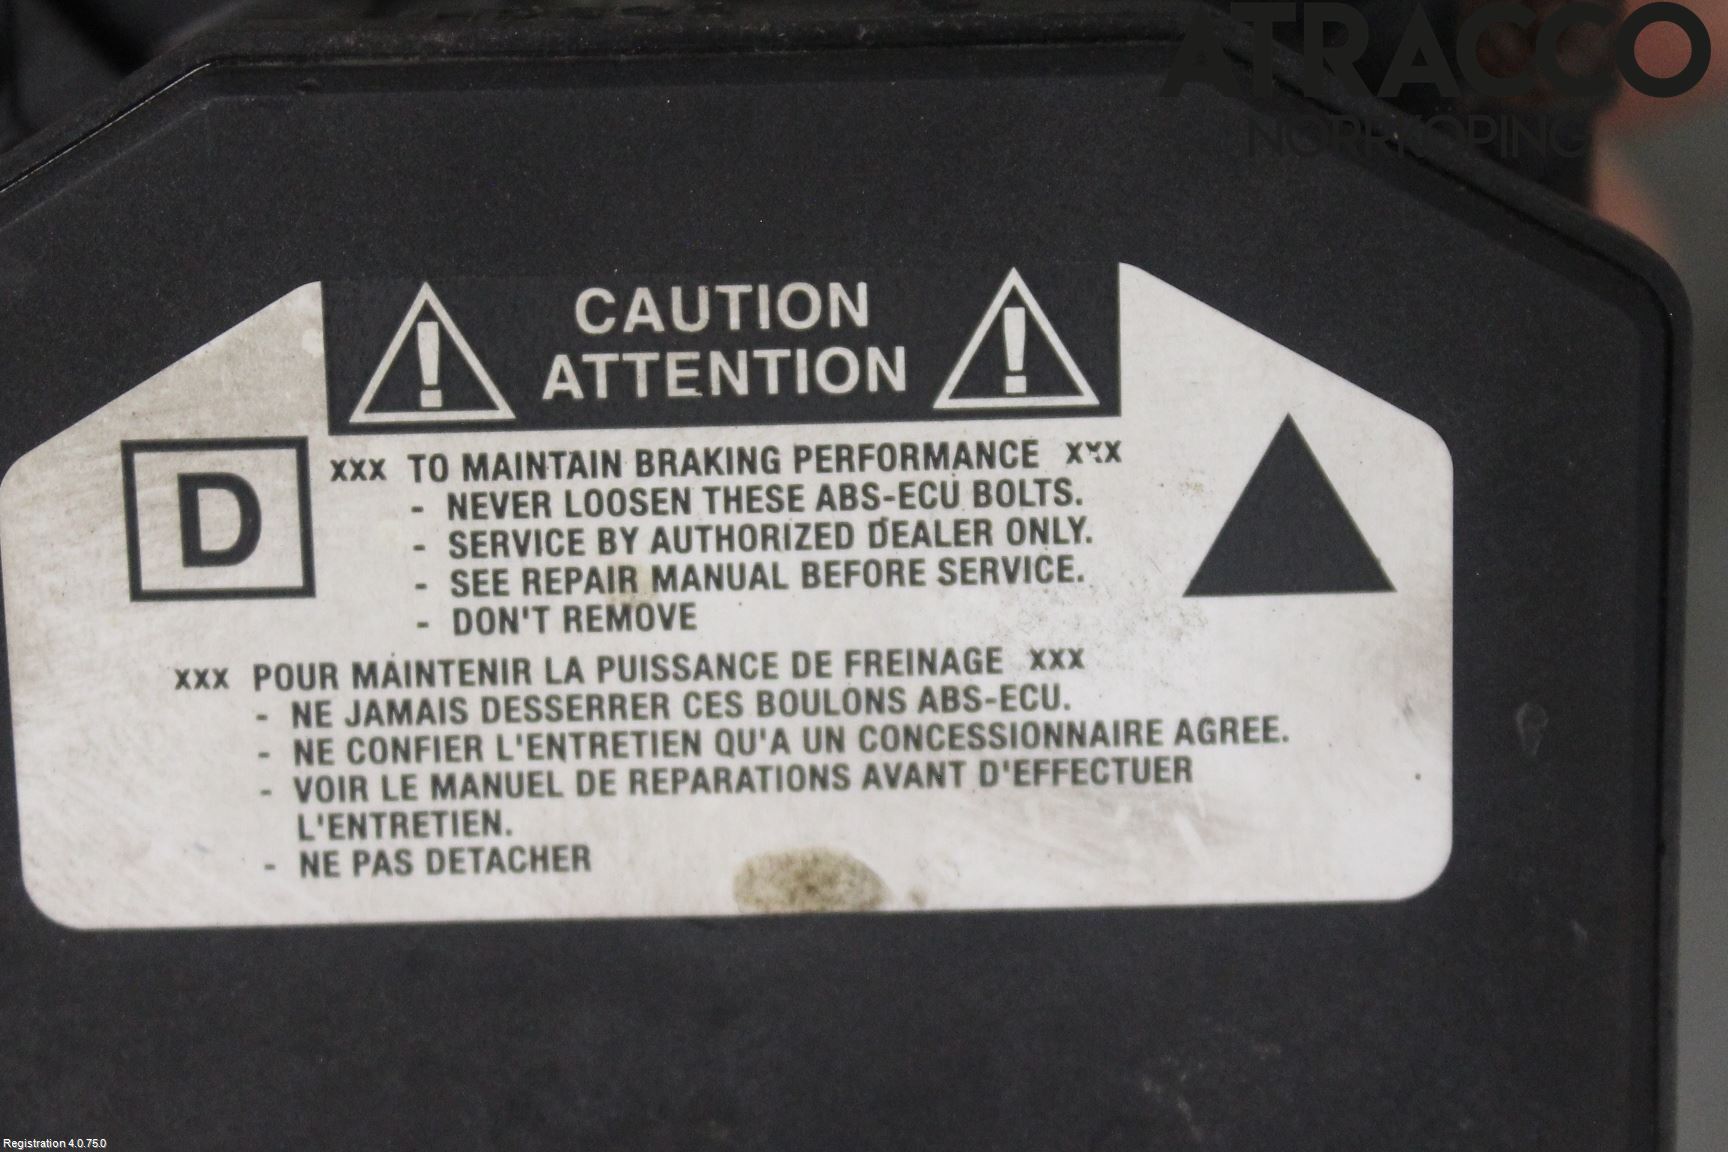 ATRACCO
NORRKÖPING
CAUTION
ATTENTION
D
xxx TO MAINTAIN BRAKING PERFORMANCE xxx
- NEVER LOOSEN THESE ABS-ECU BOLTS.
- SERVICE BY AUTHORIZED DEALER ONLY.
- SEE REPAIR MANUAL BEFORE SERVICE.
- DON'T REMOVE
xxx POUR MAINTENIR LA PUISSANCE DE FREINAGE xxx
- NE JAMAIS DESSERRER CES BOULONS ABS-ECU.
- NE CONFIER L'ENTRETIEN QU'A UN CONCESSIONNAIRE AGREE.
- VOIR LE MANUEL DE REPARATIONS AVANT D'EFFECTUER
L'ENTRETIEN.
- NE PAS DETACHER
Registration 4.0.75.0